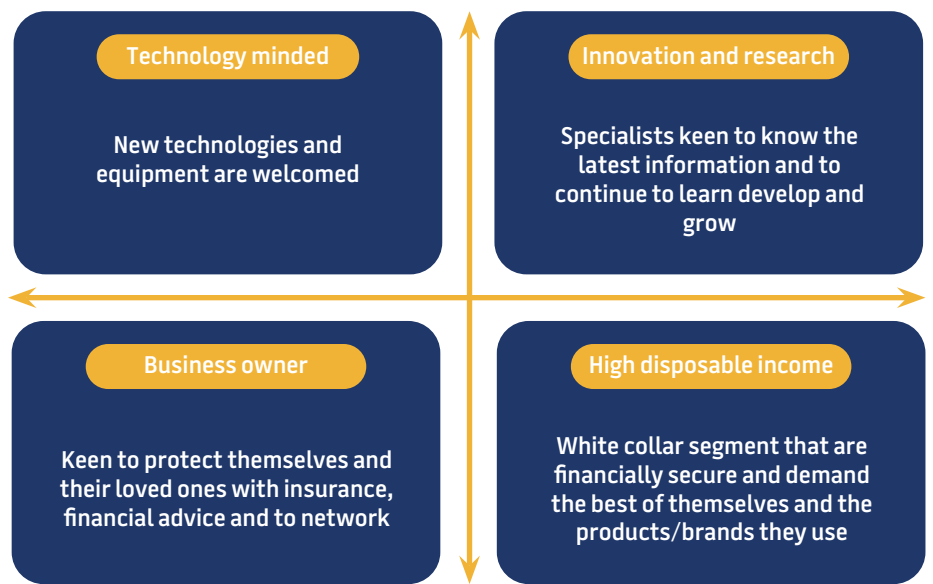 Technology minded
New technologies and
equipment are welcomed
Innovation and research
Specialists keen to know the
latest information and to
continue to learn develop and
grow
Business owner
Keen to protect themselves and
their loved ones with insurance,
financial advice and to network
High disposable income
White collar segment that are
financially secure and demand
the best of themselves and the
products/brands they use